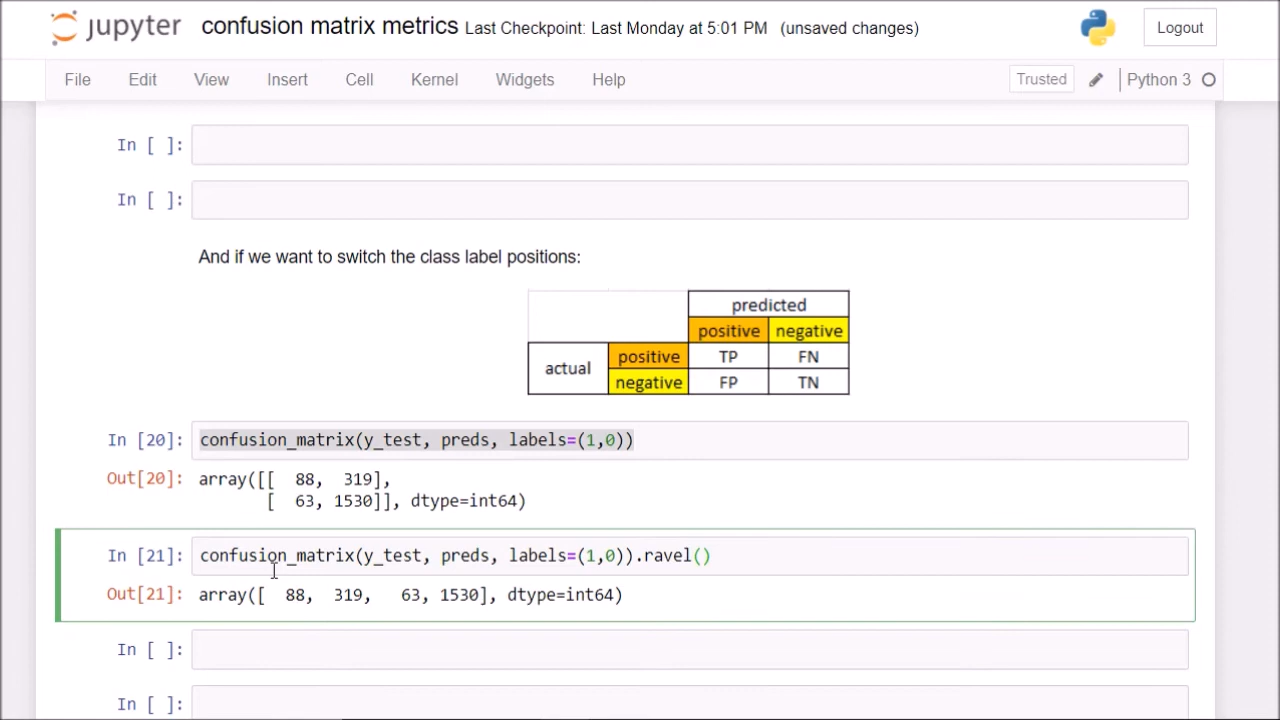 jupyter confusion matrix metrics Last Checkpoint: Last Monday at 5:01 PM (unsaved changes) Logout
File Edit View Insert Cell Kernel Widgets Help Trusted Python 3
In [ ]:
In [ ]:
And if we want to switch the class label positions:
predicted
positive negative
actual positive TP FN
negative FP TN
In [20]: confusion_matrix(y_test, preds, labels=(1,0))
Out[20]: array([[ 88, 319],
[ 63, 1530]], dtype=int64)
In [21]: confusion_matrix(y_test, preds, labels=(1,0)).ravel()
Out[21]: array([ 88, 319, 63, 1530], dtype=int64)
In [ ]:
In [ ]: